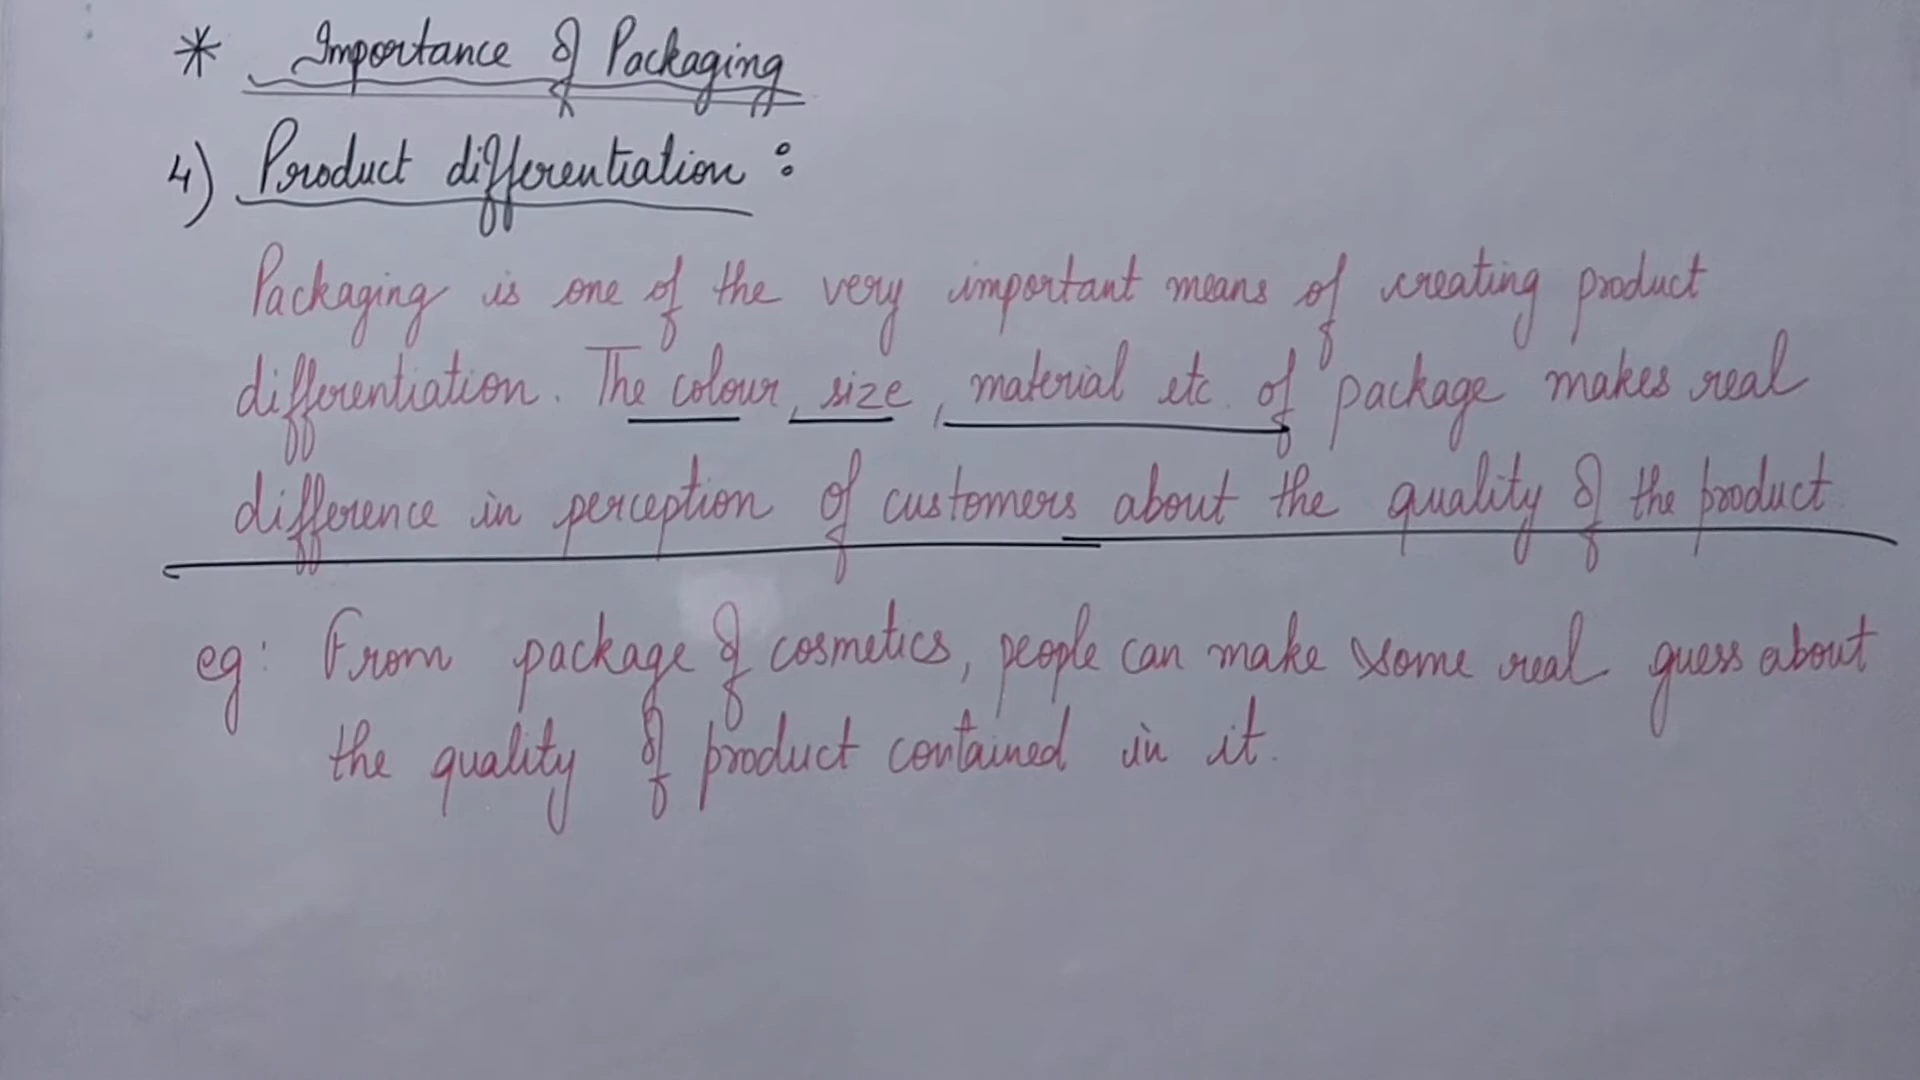 * Importance of Packaging
4) Product differentiation :
Packaging is one of the very important means of creating product
differentiation. The colour, size, material etc. of package makes real
difference in perception of customers about the quality of the product
eg: From package of cosmetics, people can make some real guess about
the quality of product contained in it.